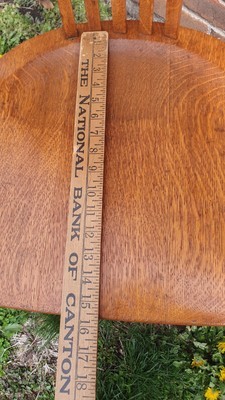 THE NATIONAL BANK OF CANTON
1 2 3 4 5 6 7 8 9 10 11 12 13 14 15 16 17 18